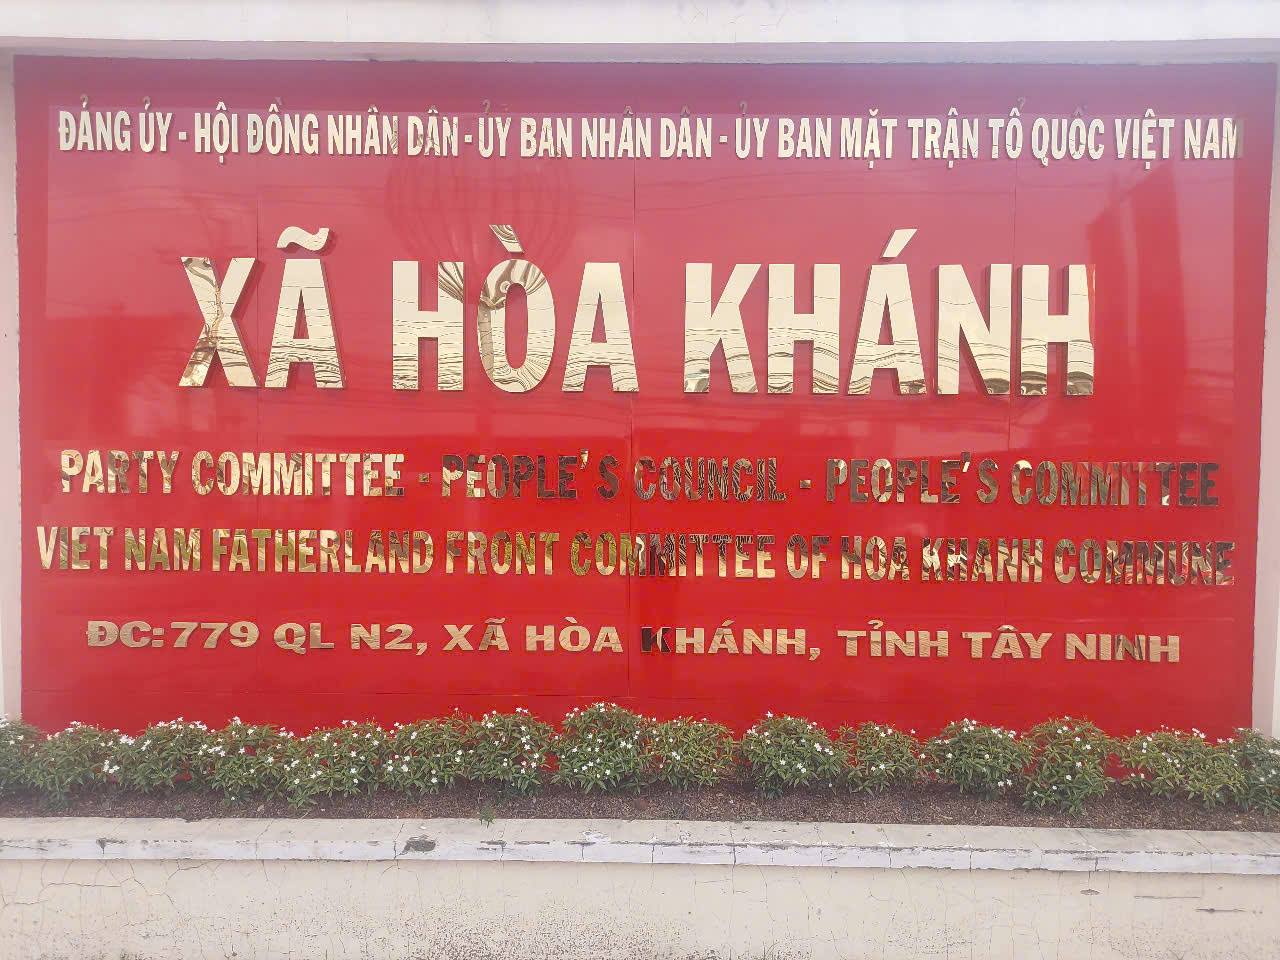 ĐẢNG ỦY - HỘI ĐỒNG NHÂN DÂN - ỦY BAN NHÂN DÂN - ỦY BAN MẶT TRẬN TỔ QUỐC VIỆT NAM
XÃ HÒA KHÁNH
PARTY COMMITTEE - PEOPLE'S COUNCIL - PEOPLE'S COMMITTEE
VIET NAM FATHERLAND FRONT COMMITTEE OF HOA KHANH COMMUNE
ĐC: 779 QL N2, XÃ HÒA KHÁNH, TỈNH TÂY NINH